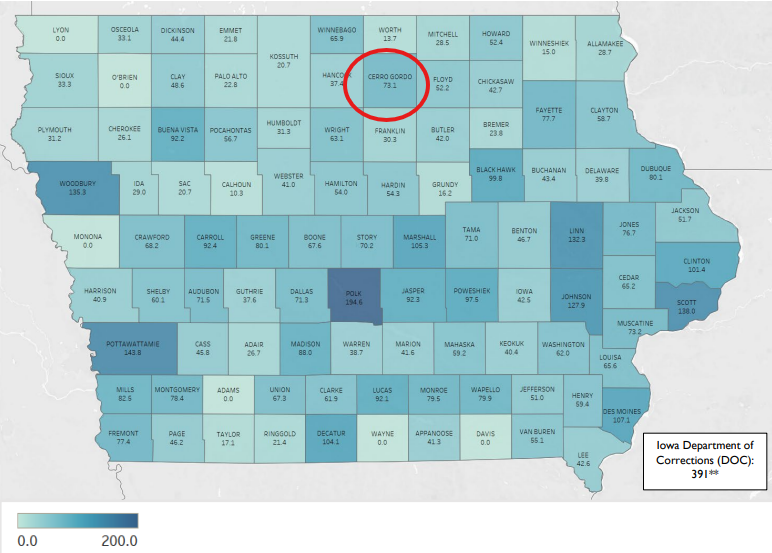 LYON
0.0
OSCEOLA
33.1
DICKINSON
44.4
EMMET
21.8
KOSSUTH
20.7
WINNEBAGO
65.9
WORTH
13.7
MITCHELL
28.5
HOWARD
52.4
WINNESHIEK
15.0
ALLAMAKEE
28.7
SIOUX
33.3
O'BRIEN
0.0
CLAY
48.6
PALO ALTO
22.8
HANCOCK
37.4
CERRO GORDO
73.1
FLOYD
52.2
CHICKASAW
42.7
FAYETTE
77.7
CLAYTON
58.7
PLYMOUTH
31.2
CHEROKEE
26.1
BUENA VISTA
92.2
POCAHONTAS
56.7
HUMBOLDT
31.3
WRIGHT
63.1
FRANKLIN
30.3
BUTLER
42.0
BREMER
23.8
WOODBURY
135.3
IDA
29.0
SAC
20.7
CALHOUN
10.3
WEBSTER
41.0
HAMILTON
54.0
HARDIN
54.3
GRUNDY
16.2
BLACK HAWK
99.8
BUCHANAN
43.4
DELAWARE
39.8
DUBUQUE
80.1
MONONA
0.0
CRAWFORD
68.2
CARROLL
92.4
GREENE
80.1
BOONE
67.6
STORY
70.2
MARSHALL
105.3
TAMA
71.0
BENTON
46.7
LINN
132.3
JONES
76.7
JACKSON
51.7
CLINTON
101.4
HARRISON
40.9
SHELBY
60.1
AUDUBON
71.5
GUTHRIE
37.6
DALLAS
71.3
POLK
194.6
JASPER
92.3
POWESHIEK
97.5
IOWA
42.5
JOHNSON
127.9
CEDAR
65.2
SCOTT
138.0
MUSCATINE
73.2
POTTAWATTAMIE
143.8
CASS
45.8
ADAIR
26.7
MADISON
88.0
WARREN
38.7
MARION
41.6
MAHASKA
59.2
KEOKUK
40.4
WASHINGTON
62.0
LOUISA
65.6
MILLS
82.5
MONTGOMERY
78.4
ADAMS
0.0
UNION
67.3
CLARKE
61.9
LUCAS
92.1
MONROE
79.5
WAPELLO
79.9
JEFFERSON
51.0
HENRY
59.4
DES MOINES
107.1
FREMONT
77.4
PAGE
46.2
TAYLOR
17.1
RINGGOLD
21.4
DECATUR
104.1
WAYNE
0.0
APPANOOSE
41.3
DAVIS
0.0
VAN BUREN
55.1
LEE
42.6
Iowa Department of
Corrections (DOC):
391**
0.0
200.0